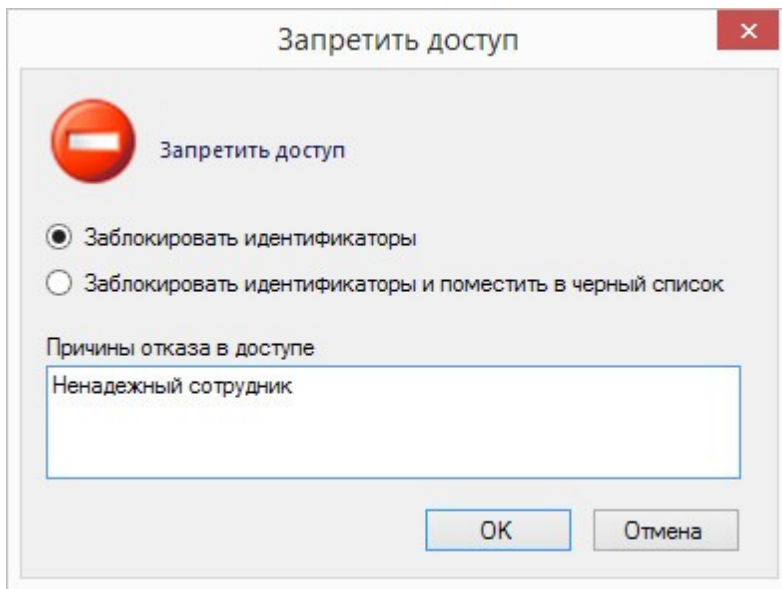 Запретить доступ
Запретить доступ
Заблокировать идентификаторы
Заблокировать идентификаторы и поместить в черный список
Причины отказа в доступе
Ненадежный сотрудник
OK
Отмена